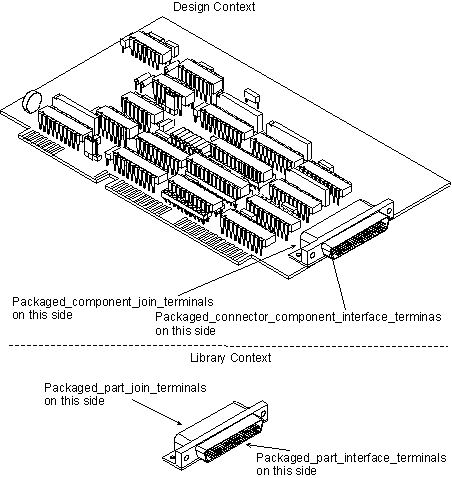 Design Context
Packaged_component_join_terminals
on this side
Packaged_connector_component_interface_terminas
on this side
Library Context
Packaged_part_join_terminals
on this side
Packaged_part_interface_terminals
on this side